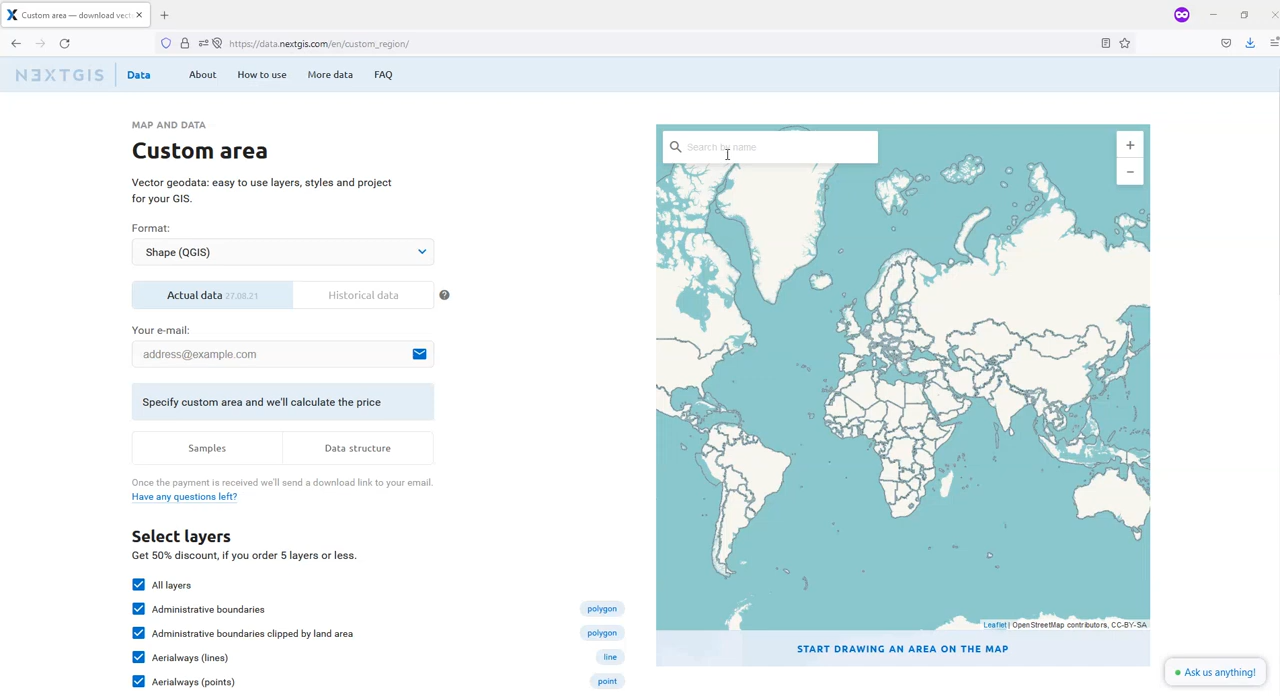 Custom area — download vect
https://data.nextgis.com/en/custom_region/
NEXTGIS
Data
About
How to use
More data
FAQ
MAP AND DATA
Custom area
Vector geodata: easy to use layers, styles and project
for your GIS.
Format:
Shape (QGIS)
Actual data 27.08.21
Historical data
?
Your e-mail:
address@example.com
Specify custom area and we'll calculate the price
Samples
Data structure
Once the payment is received we'll send a download link to your email.
Have any questions left?
Select layers
Get 50% discount, if you order 5 layers or less.
All layers
Administrative boundaries
polygon
Administrative boundaries clipped by land area
polygon
Aerialways (lines)
line
Aerialways (points)
point
Search by name
+
−
Leaflet | OpenStreetMap contributors, CC-BY-SA
START DRAWING AN AREA ON THE MAP
Ask us anything!